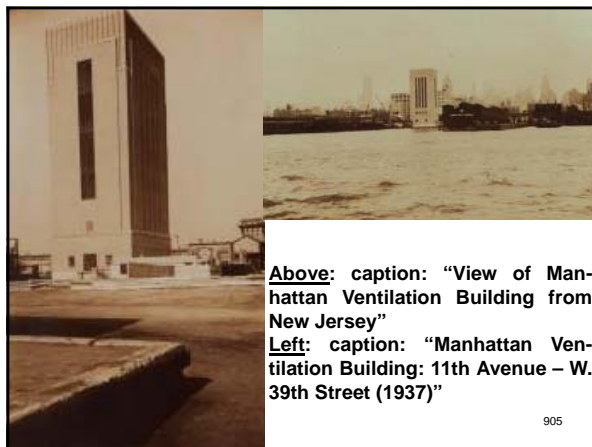 Above: caption: “View of Man-
hattan Ventilation Building from
New Jersey”
Left: caption: “Manhattan Ven-
tilation Building: 11th Avenue – W.
39th Street (1937)”
905